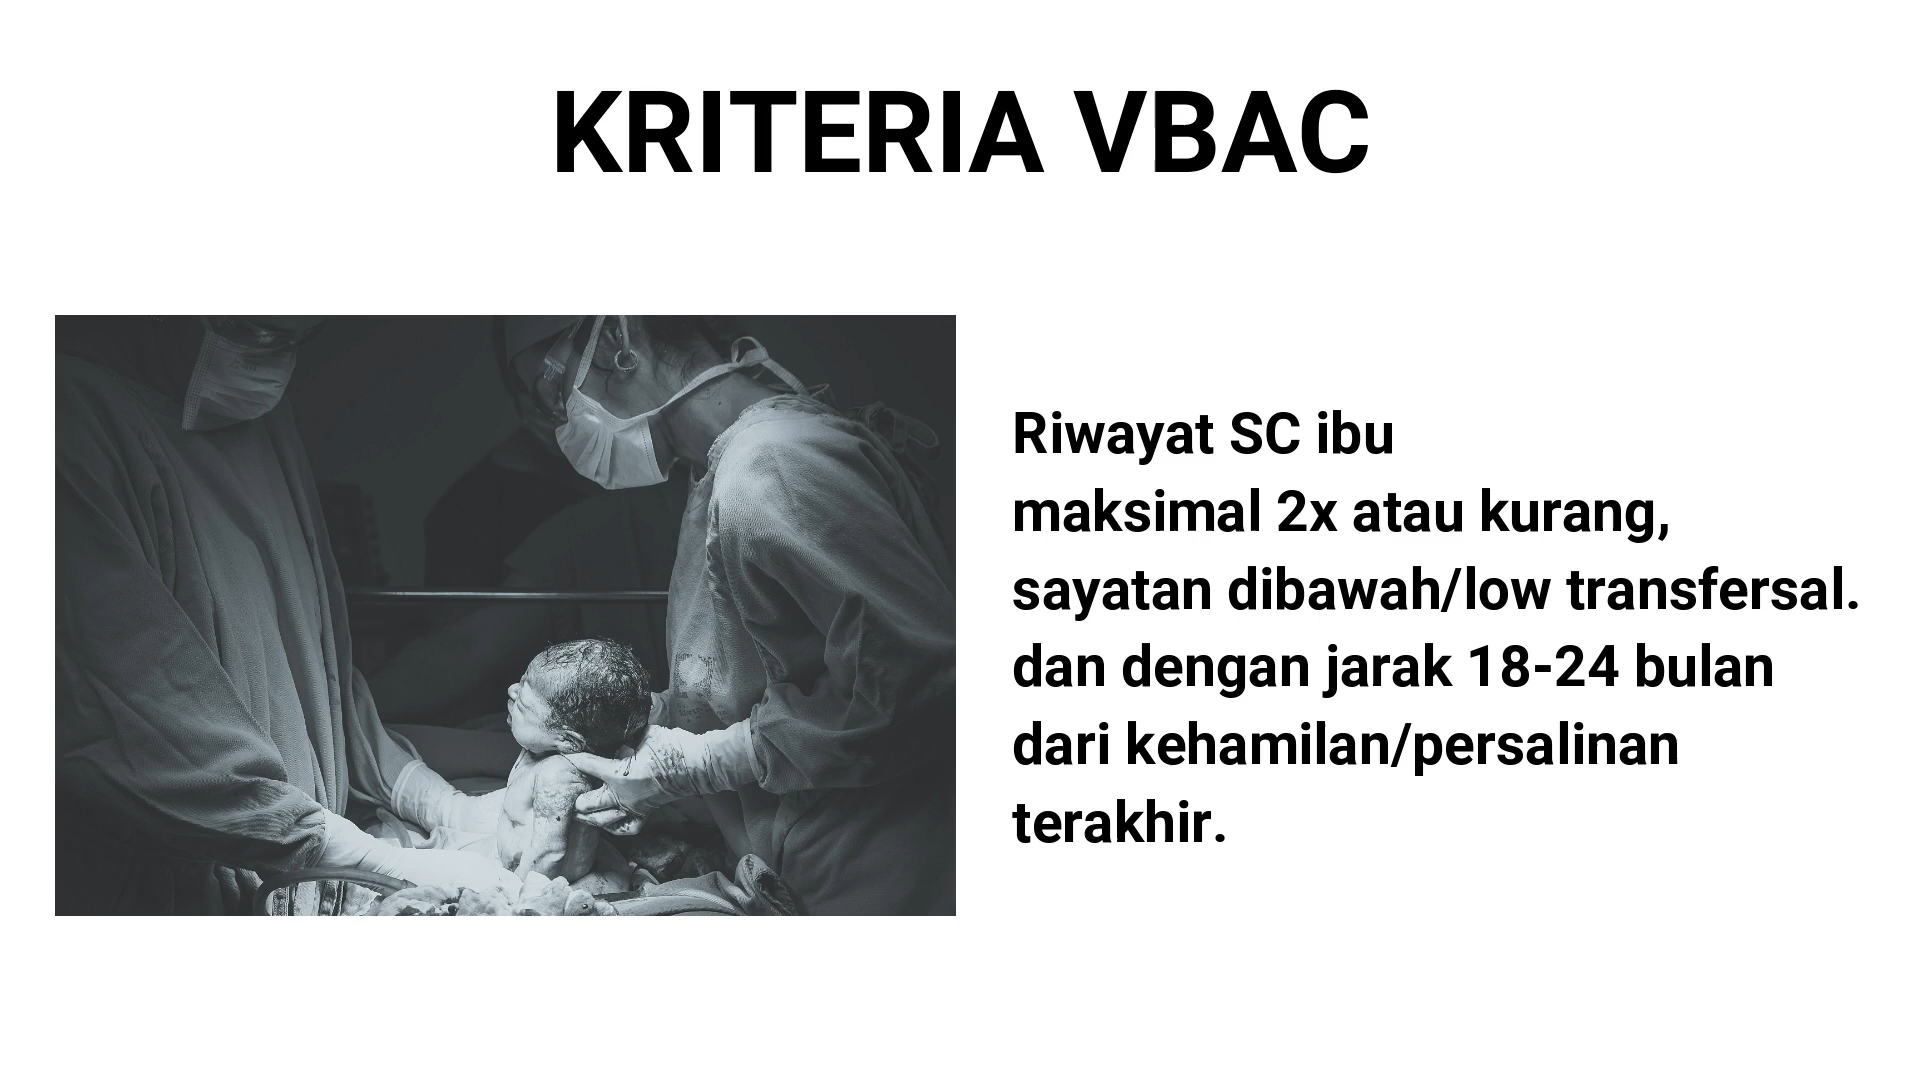 KRITERIA VBAC
Riwayat SC ibu
maksimal 2x atau kurang,
sayatan dibawah/low transfersal.
dan dengan jarak 18-24 bulan
dari kehamilan/persalinan
terakhir.